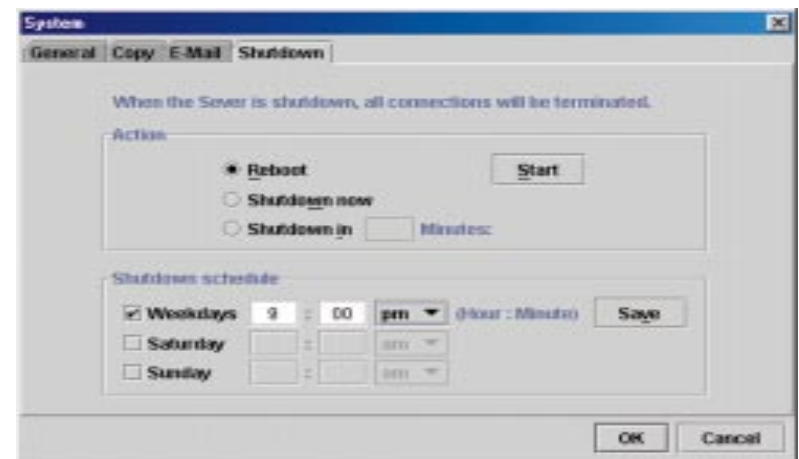 System
General Copy E-Mail Shutdown
When the Sever is shutdown, all connections will be terminated.
Action
Reboot Start
Shutdown now
Shutdown in Minutes:
Shutdown schedule
Weekdays 9 : 00 pm (Hour : Minute) Save
Saturday : am
Sunday : am
OK Cancel